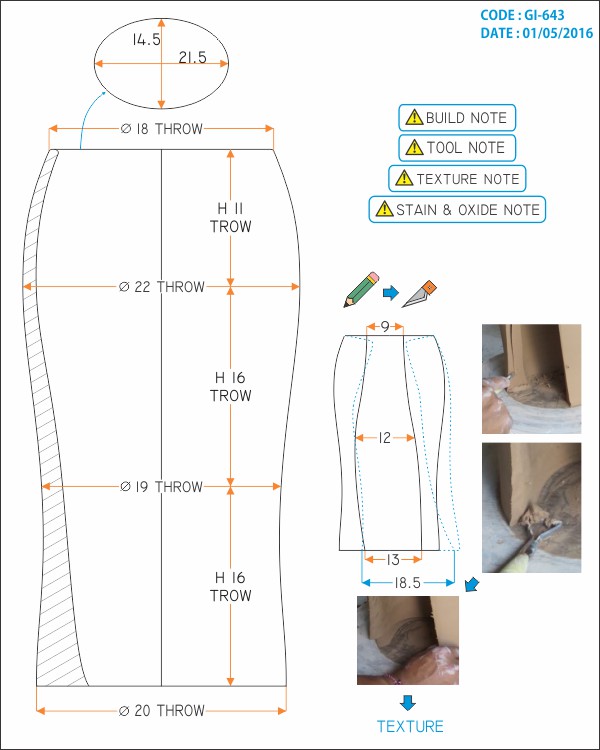 CODE : GI-643
DATE : 01/05/2016
14.5
21.5
Ø 18 THROW
BUILD NOTE
TOOL NOTE
TEXTURE NOTE
STAIN & OXIDE NOTE
H 11
TROW
Ø 22 THROW
9
H 16
TROW
12
Ø 19 THROW
13
18.5
H 16
TROW
Ø 20 THROW
TEXTURE